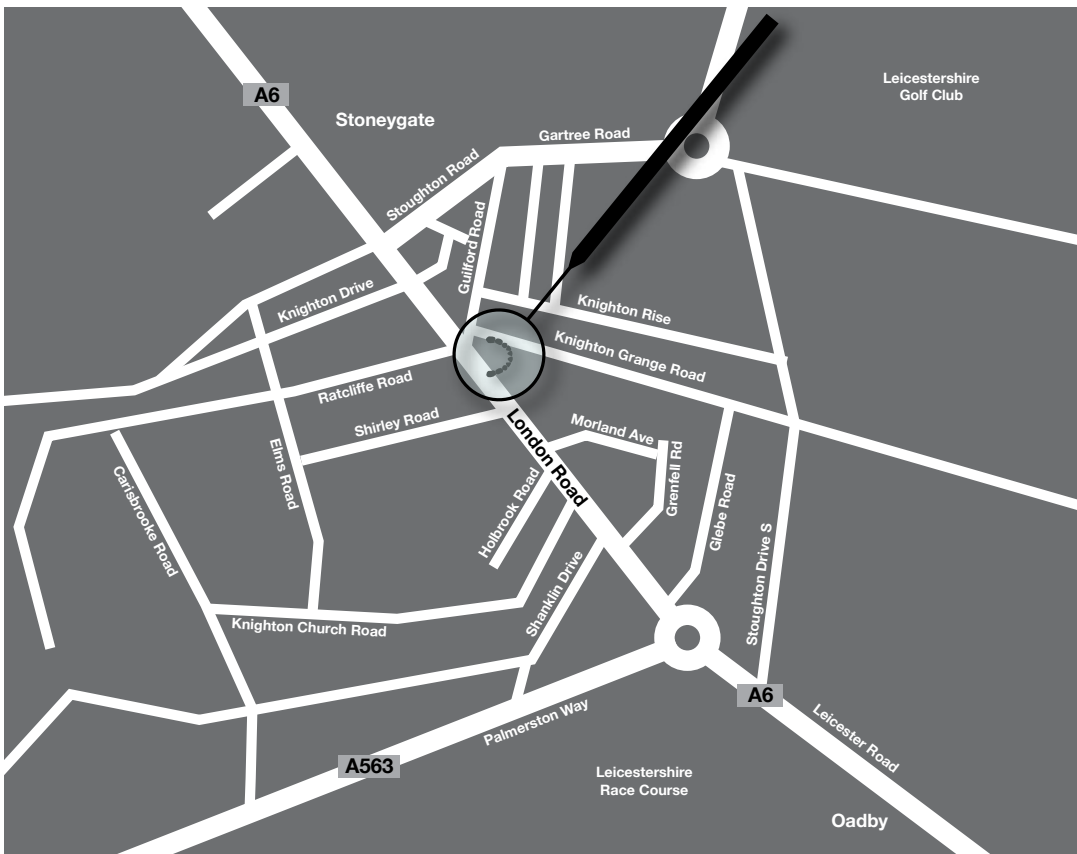 Leicestershire
Golf Club
A6
Stoneygate
Gartree Road
Stoughton Road
Guilford Road
Knighton Drive
Knighton Rise
Knighton Grange Road
Ratcliffe Road
Shirley Road
London Road
Morland Ave
Grenfell Rd
Elms Road
Carisbrooke Road
Holbrook Road
Glebe Road
Stoughton Drive S
Shanklin Drive
Knighton Church Road
A6
Leicester Road
Palmerston Way
A563
Leicestershire
Race Course
Oadby